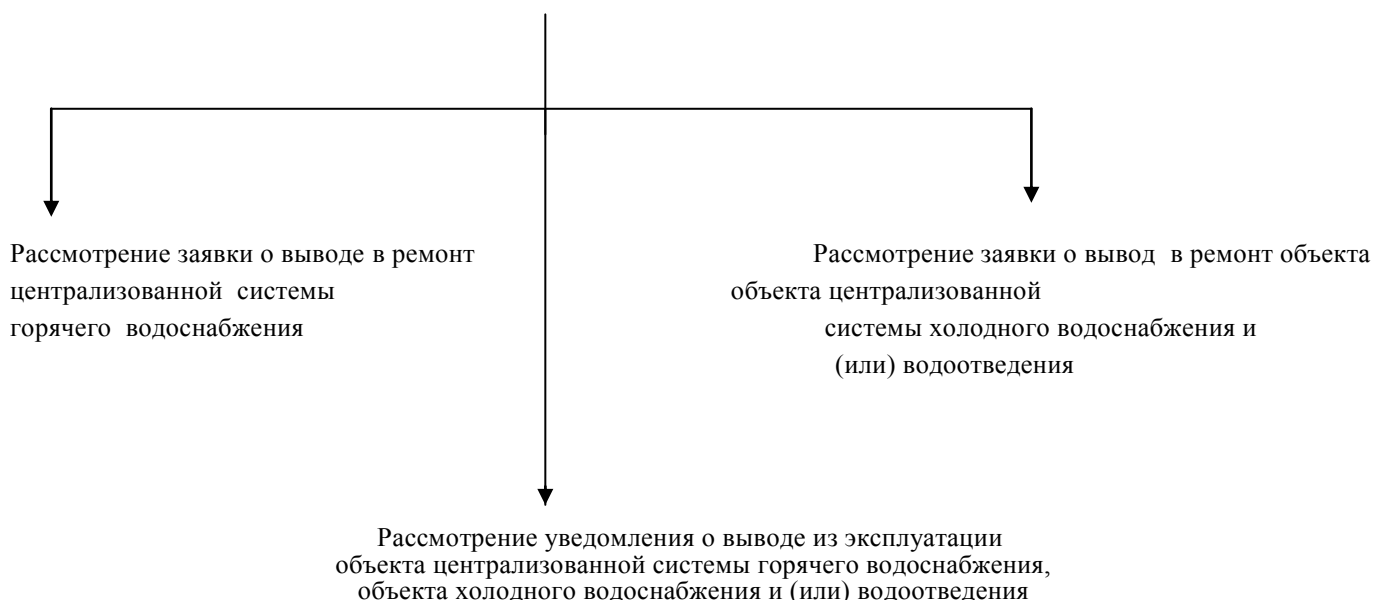 Рассмотрение заявки о выводе в ремонт
централизованной системы
горячего водоснабжения
Рассмотрение заявки о вывод в ремонт объекта
объекта централизованной
системы холодного водоснабжения и
(или) водоотведения
Рассмотрение уведомления о выводе из эксплуатации
объекта централизованной системы горячего водоснабжения,
объекта холодного водоснабжения и (или) водоотведения